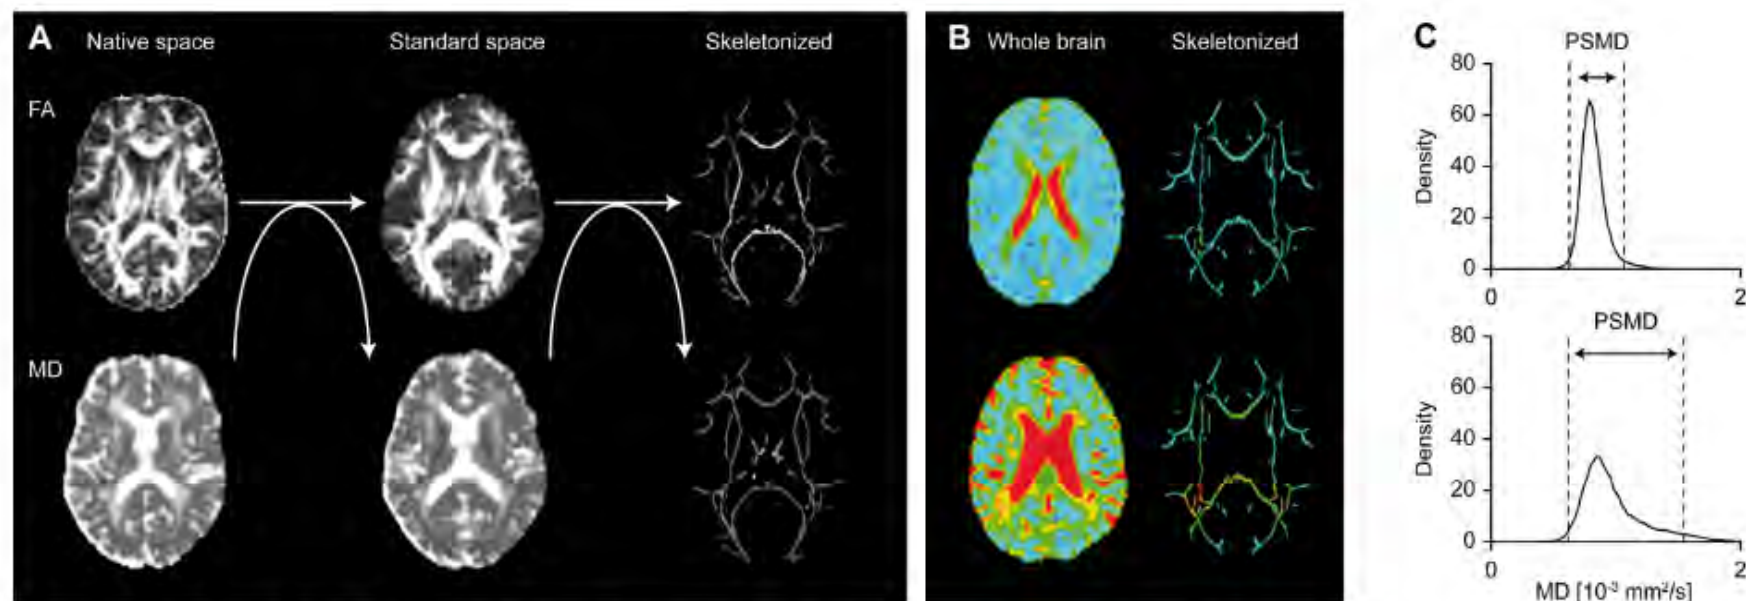 A
Native space
Standard space
Skeletonized
FA
MD
B
Whole brain
Skeletonized
C
PSMD
80
60
40
20
0
Density
0
2
PSMD
80
60
40
20
0
Density
0
2
MD [10⁻³ mm²/s]